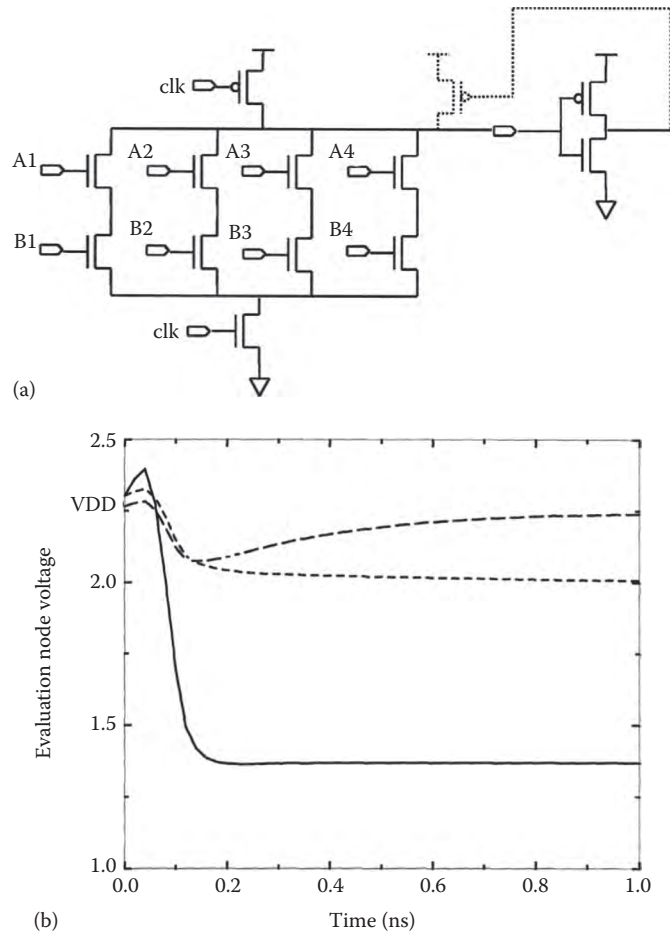 clk
A1
A2
A3
A4
B1
B2
B3
B4
clk
(a)
2.5
VDD
2.0
1.5
1.0
Evaluation node voltage
0.0
0.2
0.4
0.6
0.8
1.0
Time (ns)
(b)